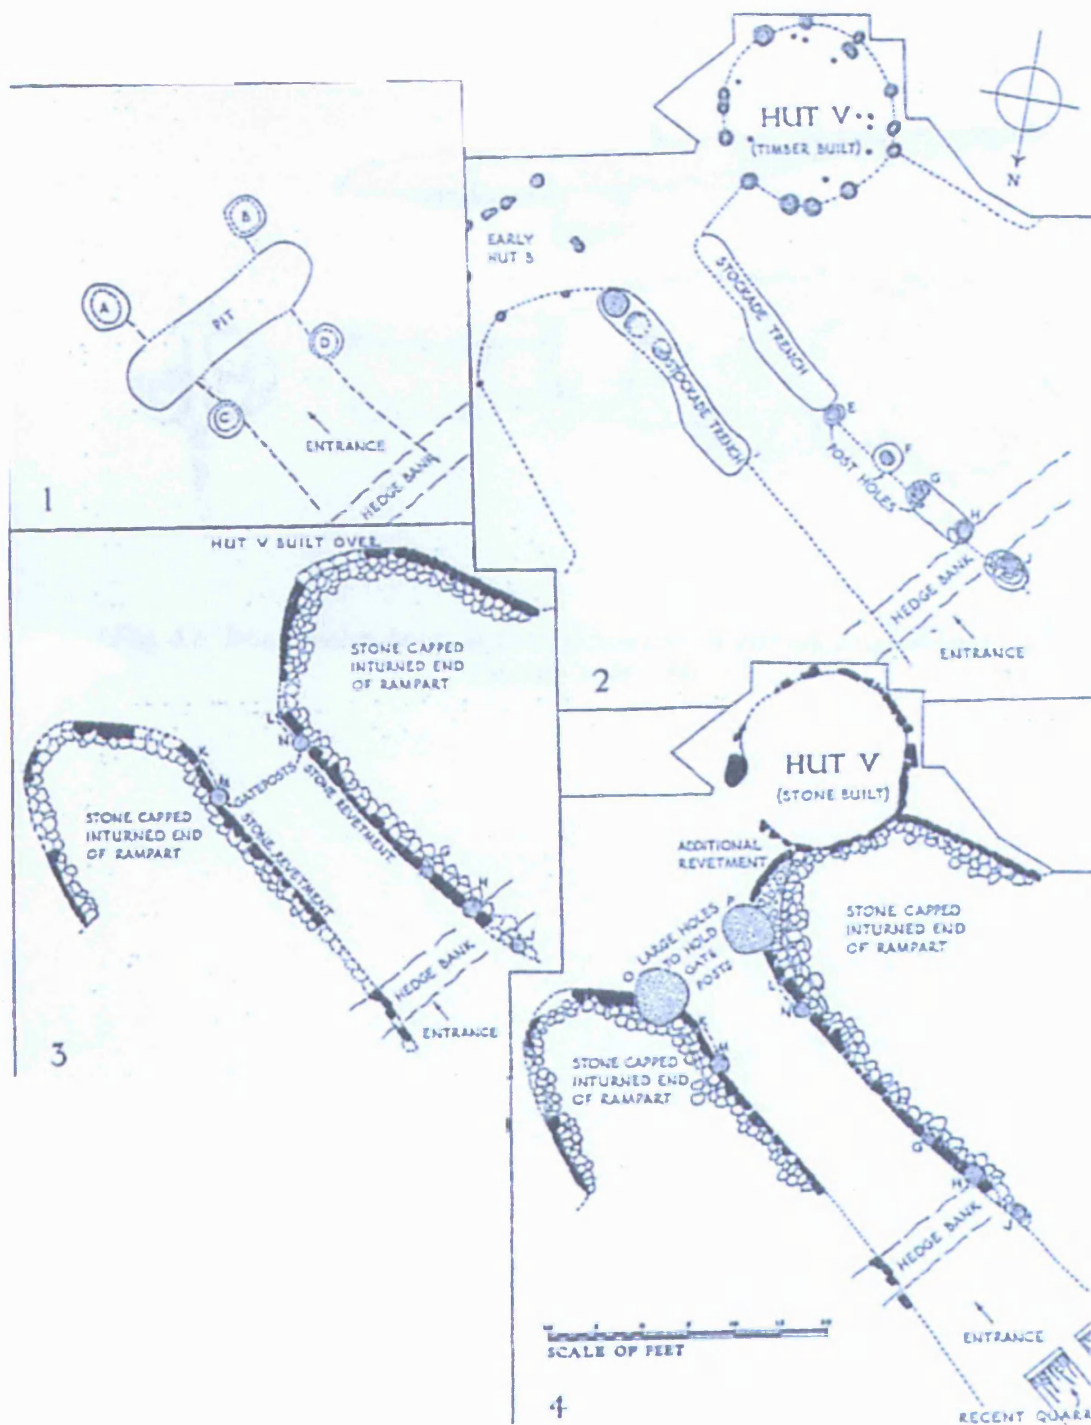 B
A
PIT
D
C
ENTRANCE
HEDGE BANK
1
HUT V
(TIMBER BUILT)
N
EARLY
HUT 5
STOCKADE TRENCH
STOCKADE TRENCH
E
F
POST HOLES
G
H
J
HEDGE BANK
ENTRANCE
2
HUT V BUILT OVER
STONE CAPPED
INTURNED END
OF RAMPART
L
N
K
M
GATEPOSTS
STONE REVETMENT
STONE REVETMENT
STONE CAPPED
INTURNED END
OF RAMPART
G
H
J
HEDGE BANK
ENTRANCE
3
HUT V
(STONE BUILT)
ADDITIONAL
REVETMENT
P
O
LARGE HOLES
TO HOLD
GATE
POSTS
STONE CAPPED
INTURNED END
OF RAMPART
L
N
K
M
STONE CAPPED
INTURNED END
OF RAMPART
G
H
J
HEDGE BANK
ENTRANCE
SCALE OF FEET
4
RECENT QUARR